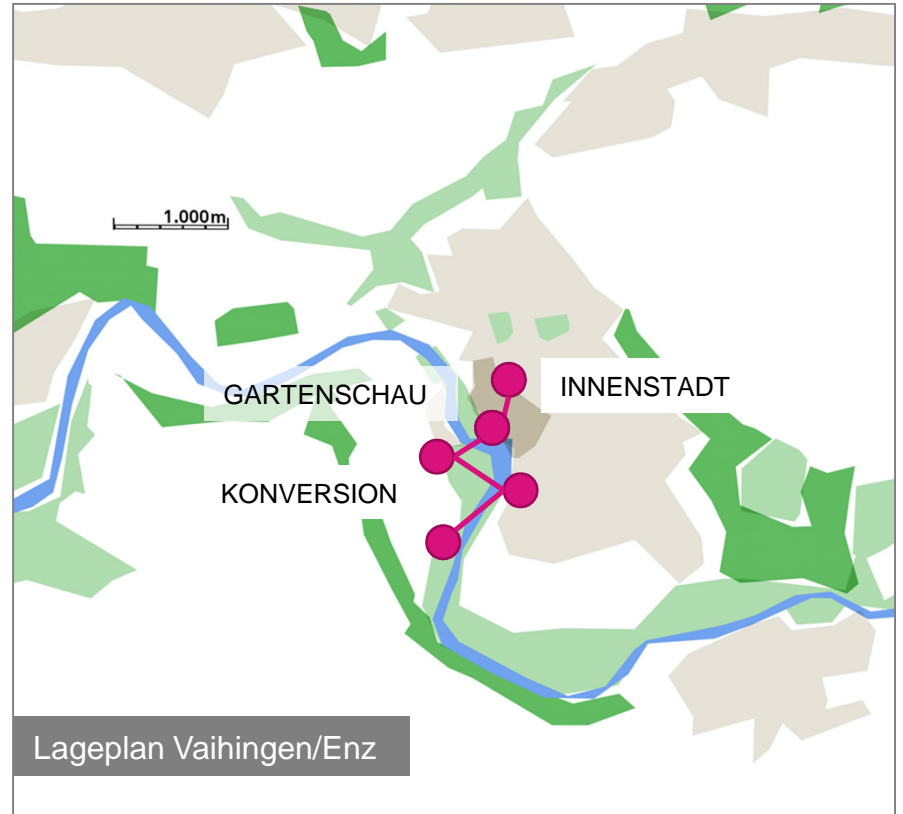 1.000m
GARTENSCHAU
INNENSTADT
KONVERSION
Lageplan Vaihingen/Enz